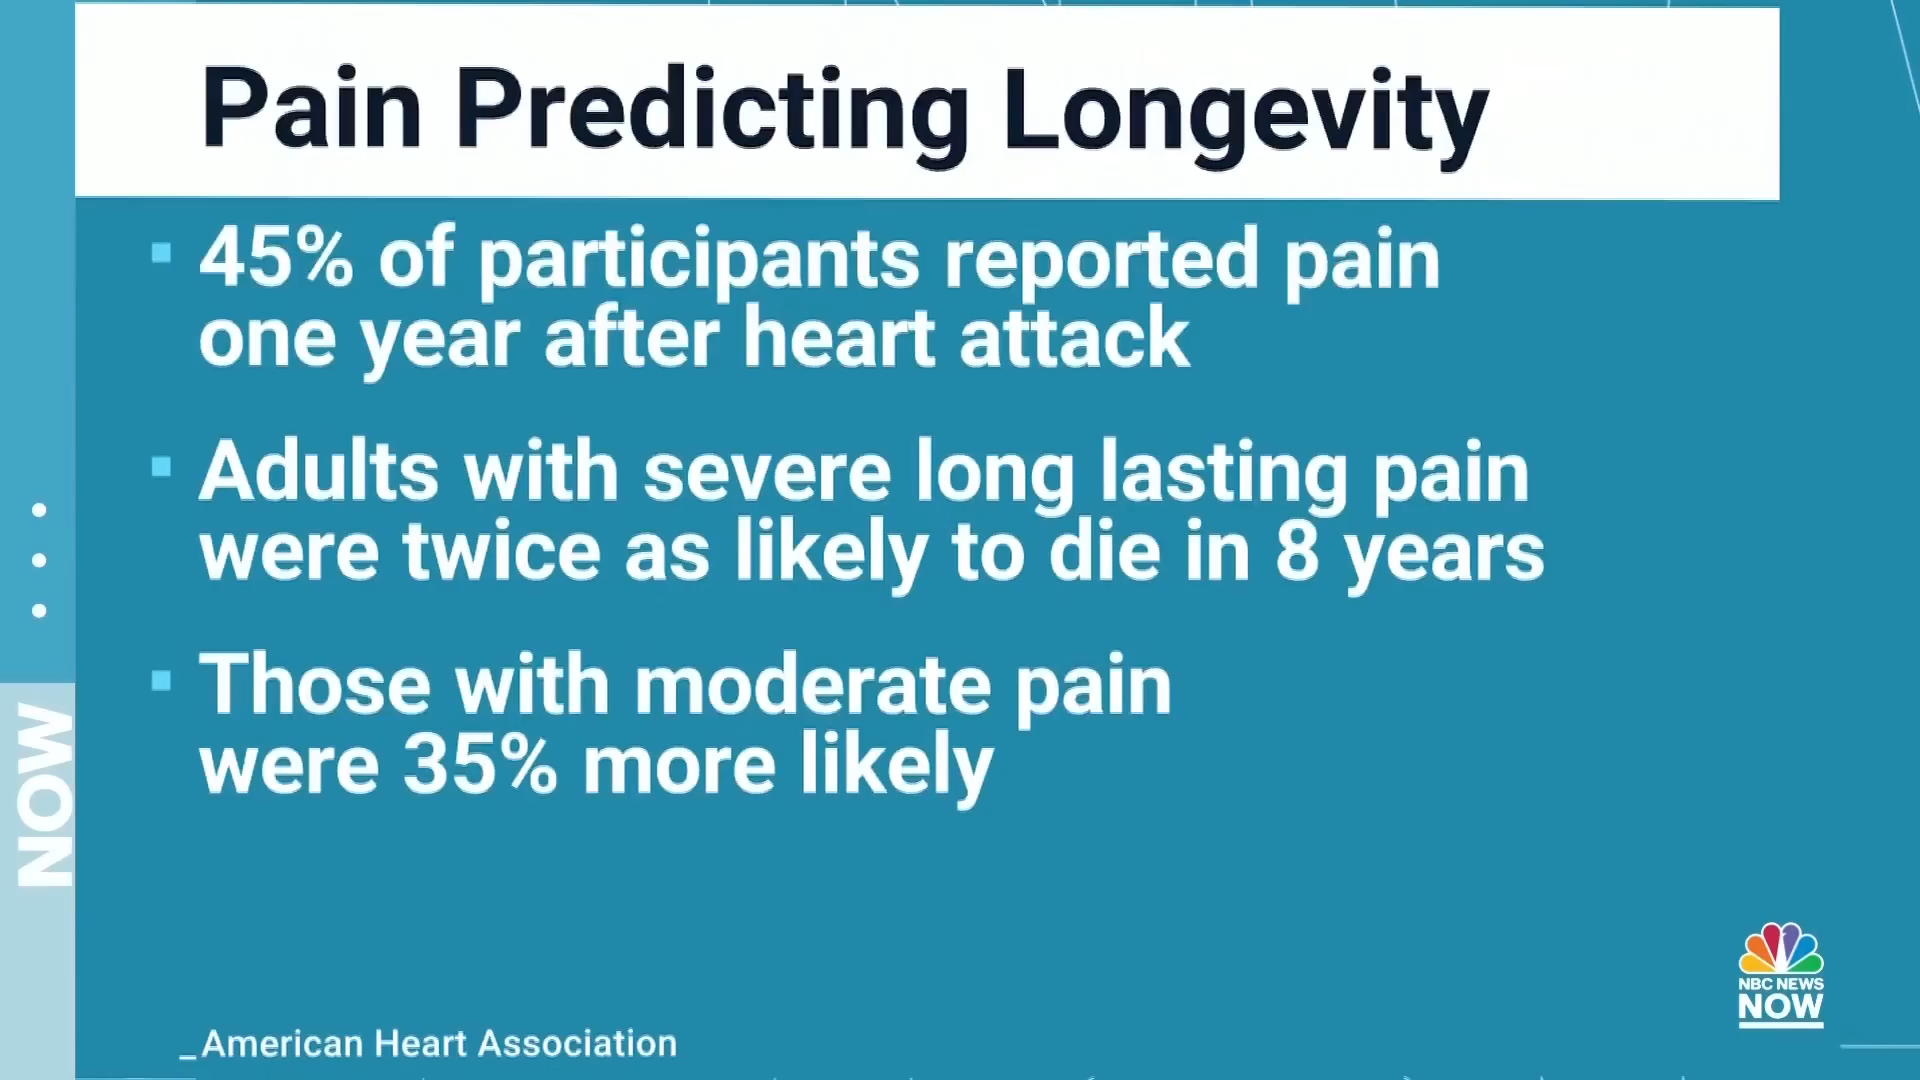 Pain Predicting Longevity
45% of participants reported pain
one year after heart attack
Adults with severe long lasting pain
were twice as likely to die in 8 years
Those with moderate pain
were 35% more likely
NOW
NBC NEWS
NOW
_American Heart Association